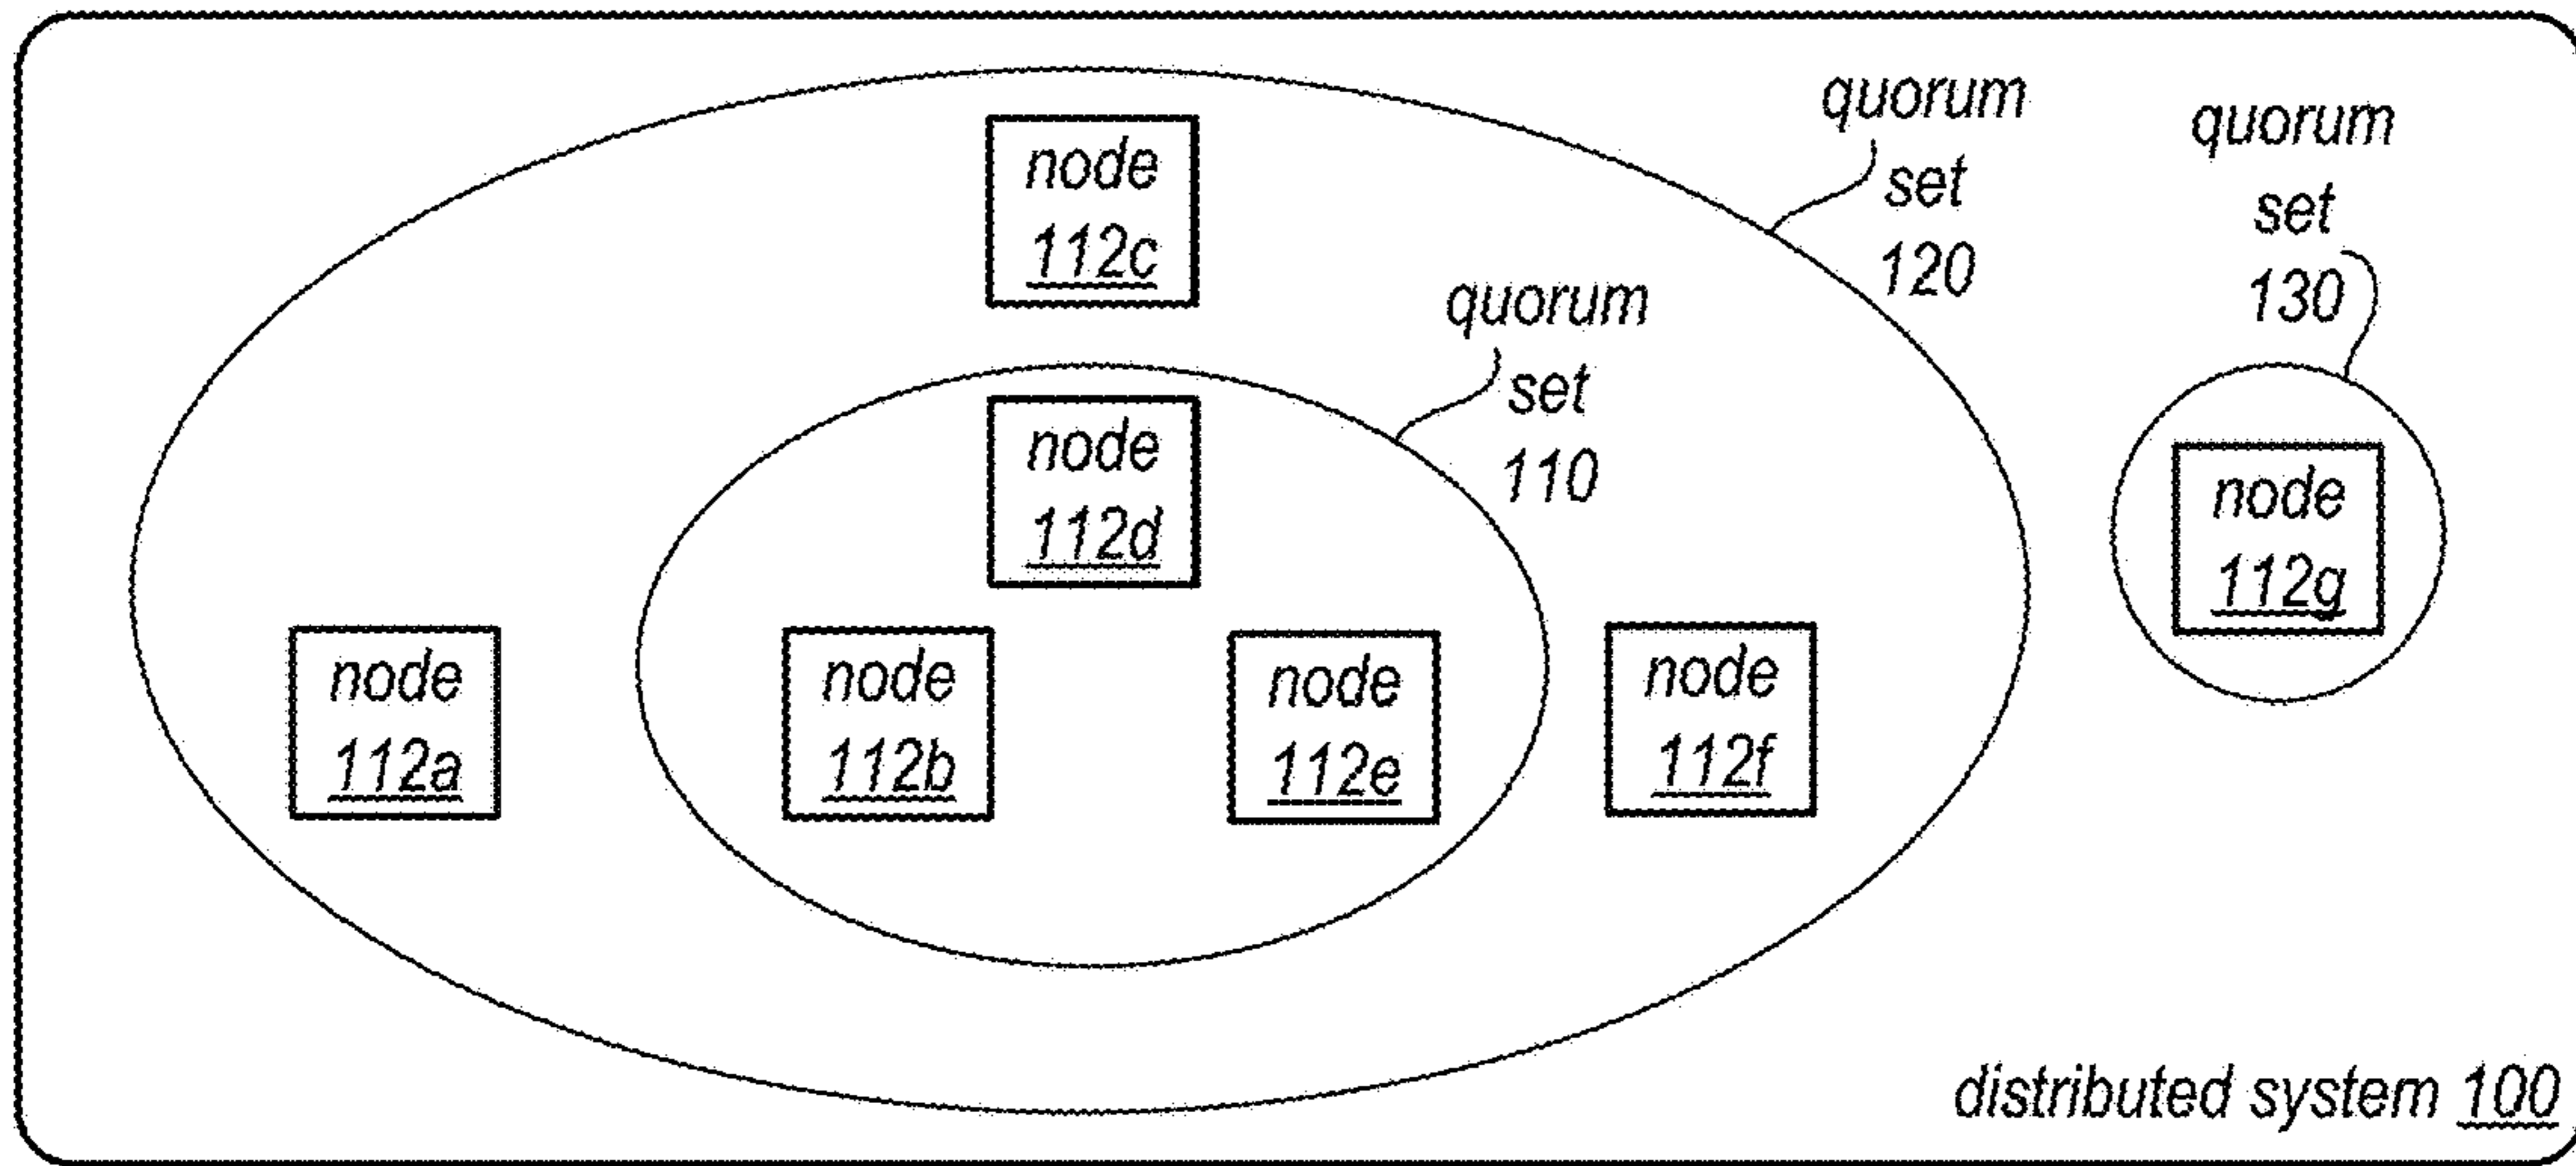 quorum
set
120
quorum
set
130
node
112c
quorum
set
110
node
112d
node
112g
node
112a
node
112b
node
112e
node
112f
distributed system 100